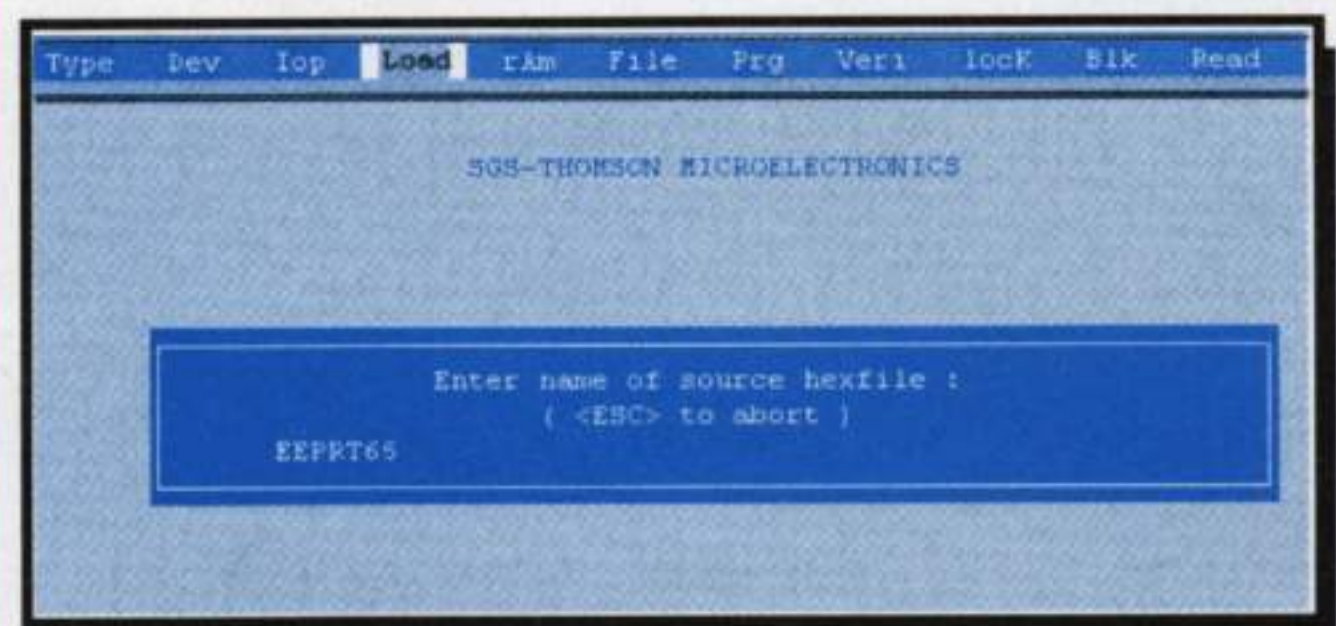 Type Dev Iop Load rAm File Prg Veri locK Blk Read
SGS-THOMSON MICROELECTRONICS
Enter name of source hexfile :
( <ESC> to abort )
EEPRT65